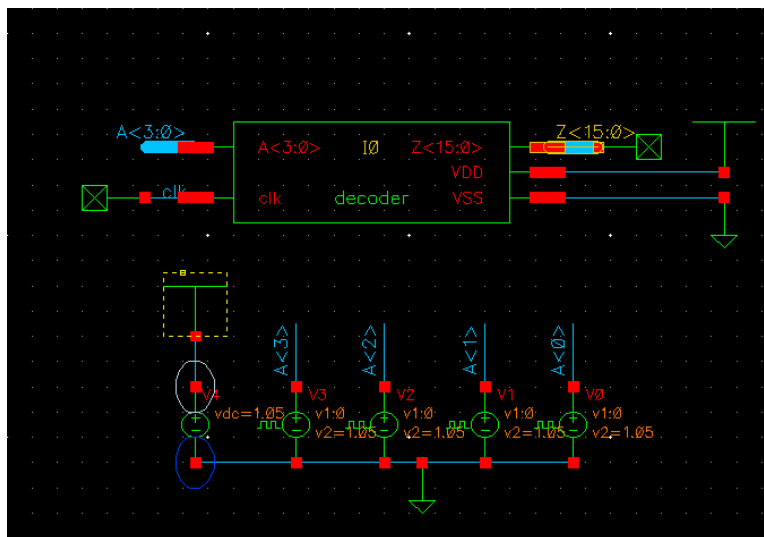 A<3:0>
Z<15:0>
A<3:0> I0 Z<15:0>
VDD
clk
clk decoder VSS
A<3>
A<2>
A<1>
A<0>
V4 V3 V2 V1 V0
vdc=1.05 v1:0 v1:0 v1:0 v1:0
v2=1.05 v2=1.05 v2=1.05 v2=1.05